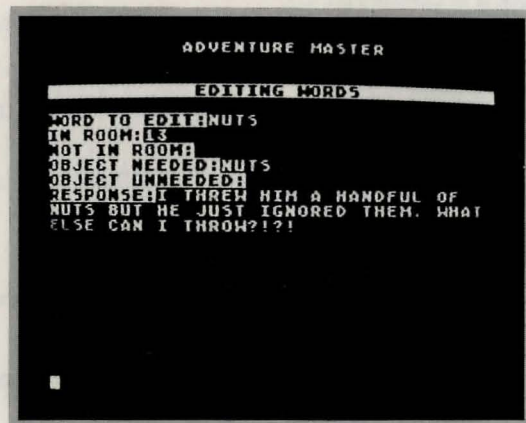 ADVENTURE MASTER
EDITING WORDS
WORD TO EDIT:NUTS
IN ROOM:13
NOT IN ROOM:
OBJECT NEEDED:NUTS
OBJECT UNNEEDED:
RESPONSE:I THREW HIM A HANDFUL OF
NUTS BUT HE JUST IGNORED THEM. WHAT
ELSE CAN I THROW?!?!